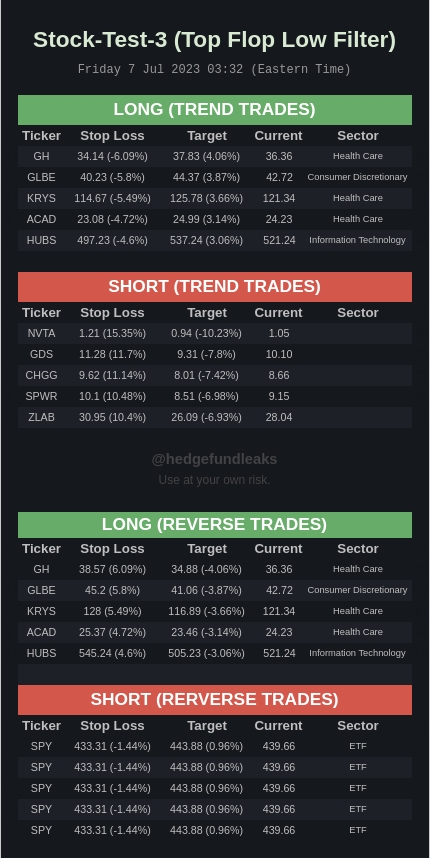 Stock-Test-3 (Top Flop Low Filter)
Friday 7 Jul 2023 03:32 (Eastern Time)
LONG (TREND TRADES)
Ticker Stop Loss Target Current Sector
GH 34.14 (-6.09%) 37.83 (4.06%) 36.36 Health Care
GLBE 40.23 (-5.8%) 44.37 (3.87%) 42.72 Consumer Discretionary
KRYS 114.67 (-5.49%) 125.78 (3.66%) 121.34 Health Care
ACAD 23.08 (-4.72%) 24.99 (3.14%) 24.23 Health Care
HUBS 497.23 (-4.6%) 537.24 (3.06%) 521.24 Information Technology
SHORT (TREND TRADES)
Ticker Stop Loss Target Current Sector
NVTA 1.21 (15.35%) 0.94 (-10.23%) 1.05
GDS 11.28 (11.7%) 9.31 (-7.8%) 10.10
CHGG 9.62 (11.14%) 8.01 (-7.42%) 8.66
SPWR 10.1 (10.48%) 8.51 (-6.98%) 9.15
ZLAB 30.95 (10.4%) 26.09 (-6.93%) 28.04
@hedgefundleaks
Use at your own risk.
LONG (REVERSE TRADES)
Ticker Stop Loss Target Current Sector
GH 38.57 (6.09%) 34.88 (-4.06%) 36.36 Health Care
GLBE 45.2 (5.8%) 41.06 (-3.87%) 42.72 Consumer Discretionary
KRYS 128 (5.49%) 116.89 (-3.66%) 121.34 Health Care
ACAD 25.37 (4.72%) 23.46 (-3.14%) 24.23 Health Care
HUBS 545.24 (4.6%) 505.23 (-3.06%) 521.24 Information Technology
SHORT (RERVERSE TRADES)
Ticker Stop Loss Target Current Sector
SPY 433.31 (-1.44%) 443.88 (0.96%) 439.66 ETF
SPY 433.31 (-1.44%) 443.88 (0.96%) 439.66 ETF
SPY 433.31 (-1.44%) 443.88 (0.96%) 439.66 ETF
SPY 433.31 (-1.44%) 443.88 (0.96%) 439.66 ETF
SPY 433.31 (-1.44%) 443.88 (0.96%) 439.66 ETF